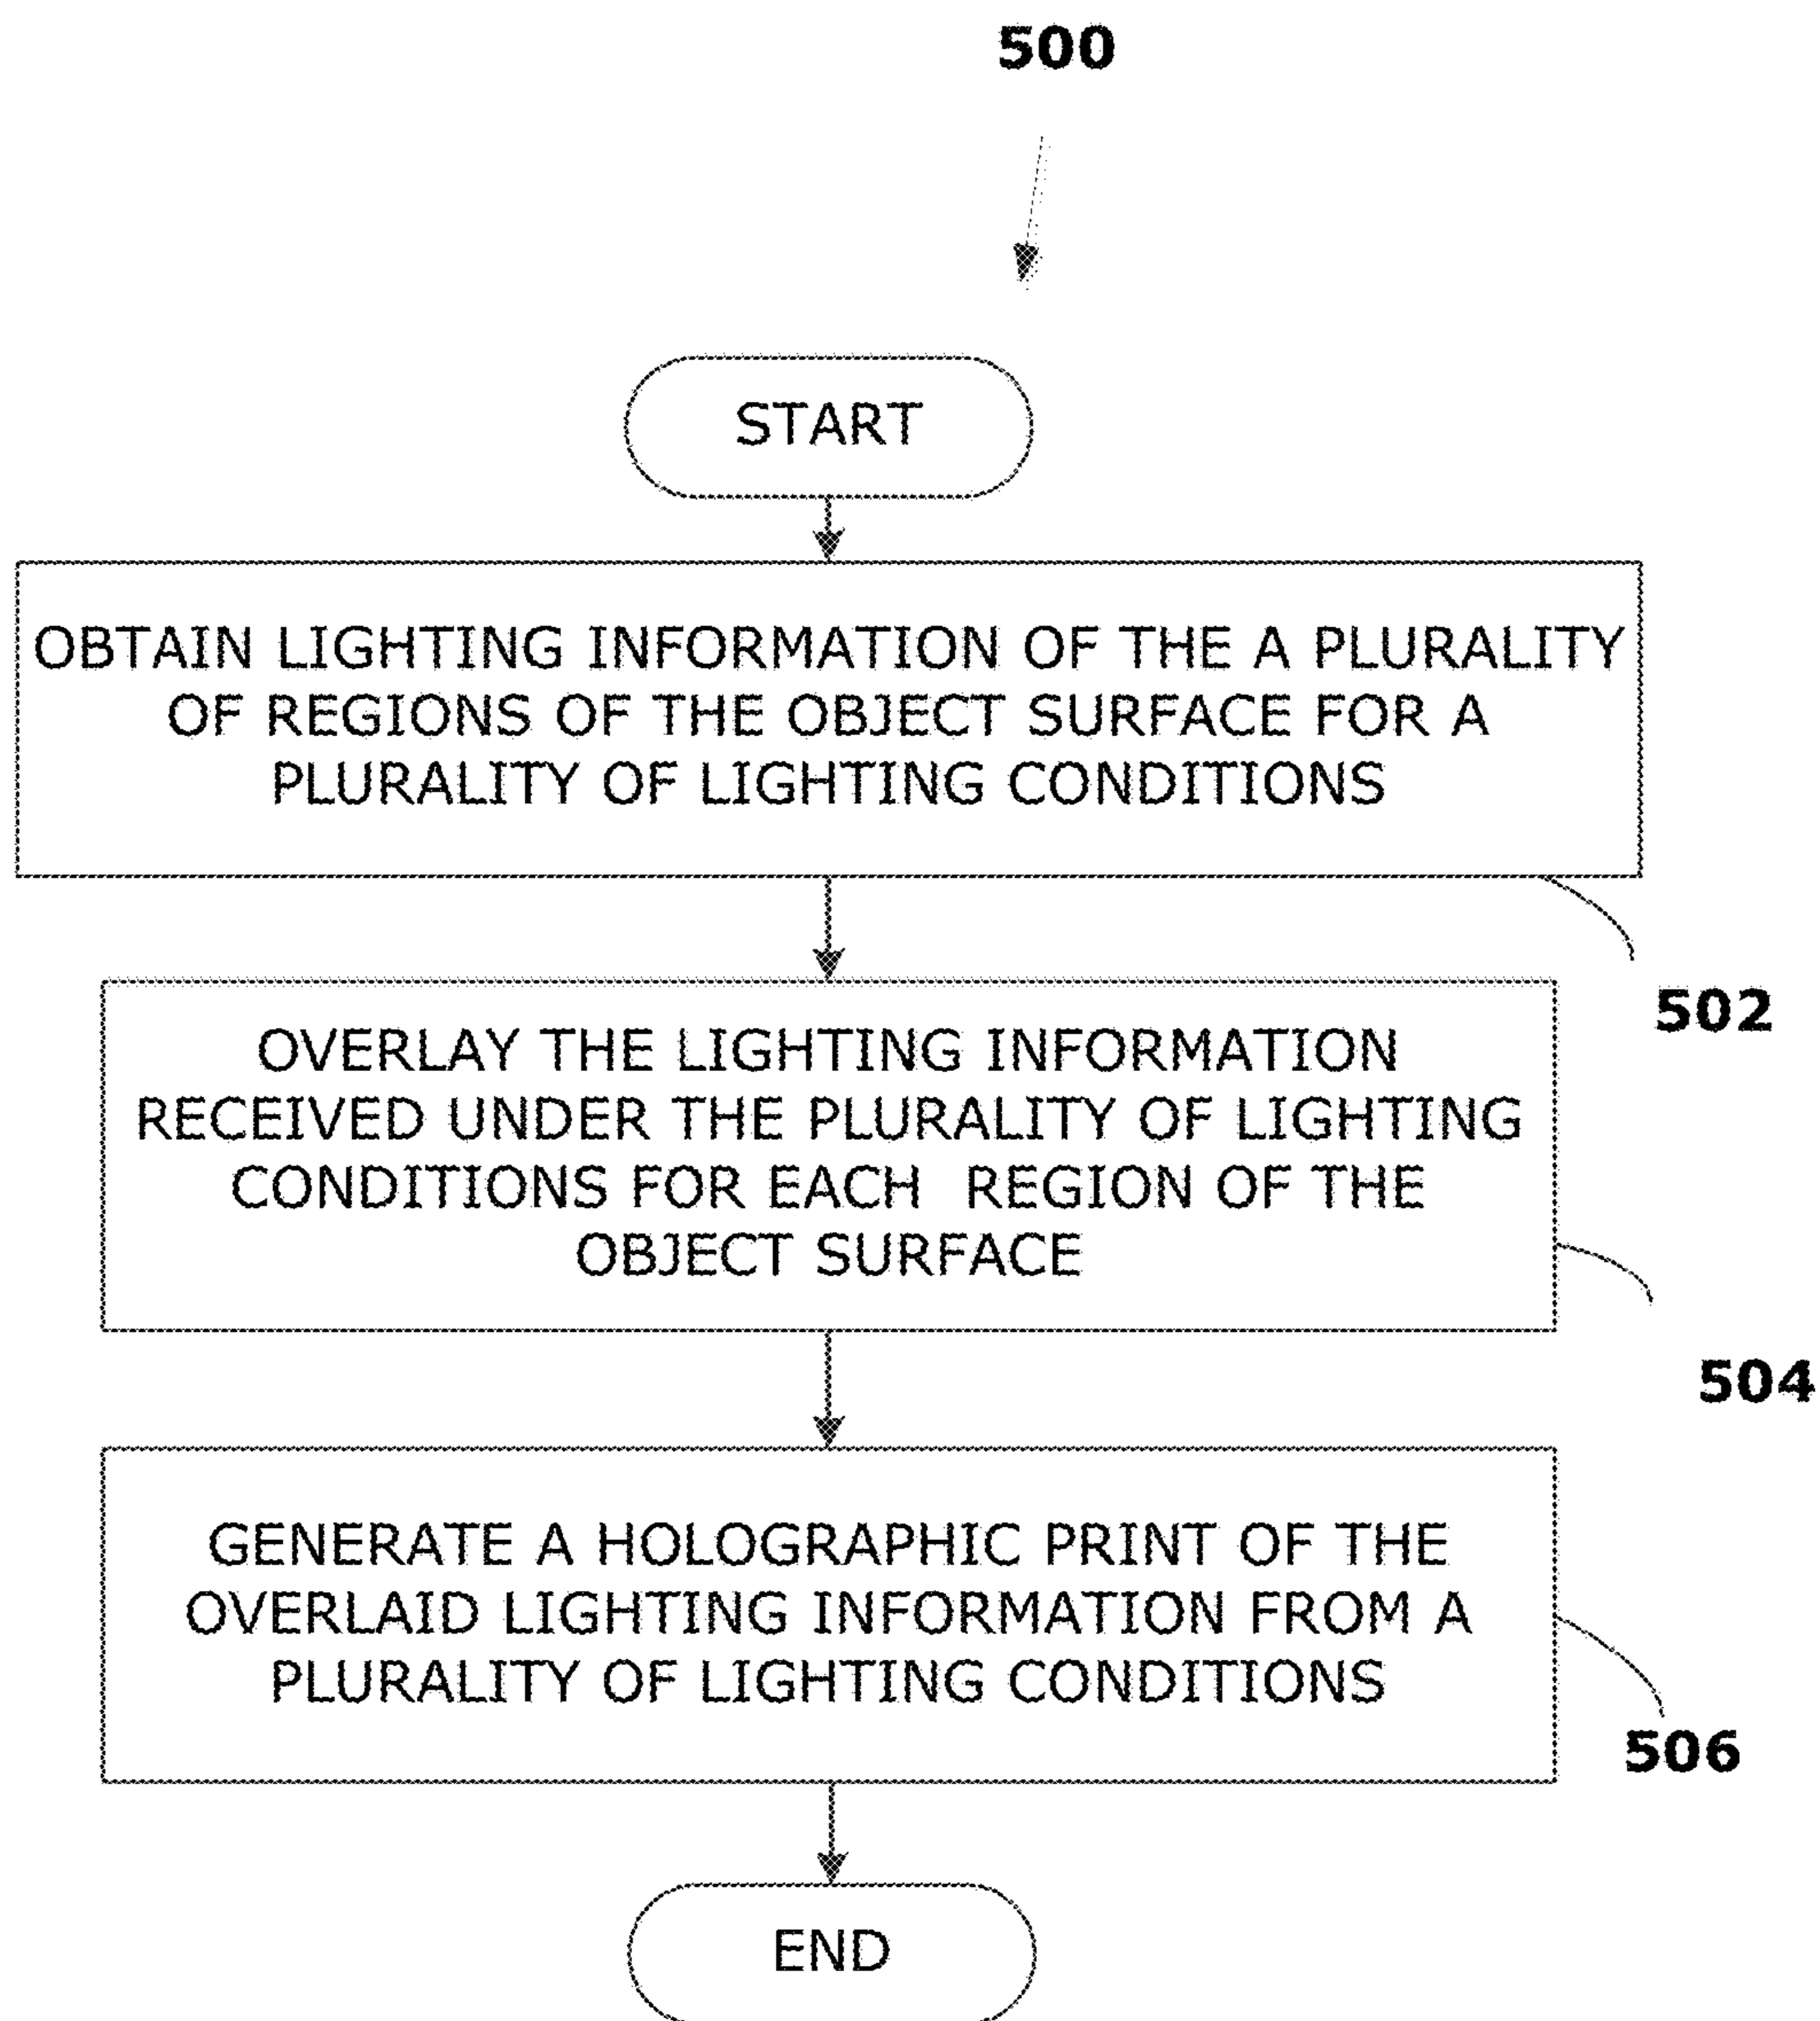 500
START
OBTAIN LIGHTING INFORMATION OF THE A PLURALITY
OF REGIONS OF THE OBJECT SURFACE FOR A
PLURALITY OF LIGHTING CONDITIONS
502
OVERLAY THE LIGHTING INFORMATION
RECEIVED UNDER THE PLURALITY OF LIGHTING
CONDITIONS FOR EACH  REGION OF THE
OBJECT SURFACE
504
GENERATE A HOLOGRAPHIC PRINT OF THE
OVERLAID LIGHTING INFORMATION FROM A
PLURALITY OF LIGHTING CONDITIONS
506
END